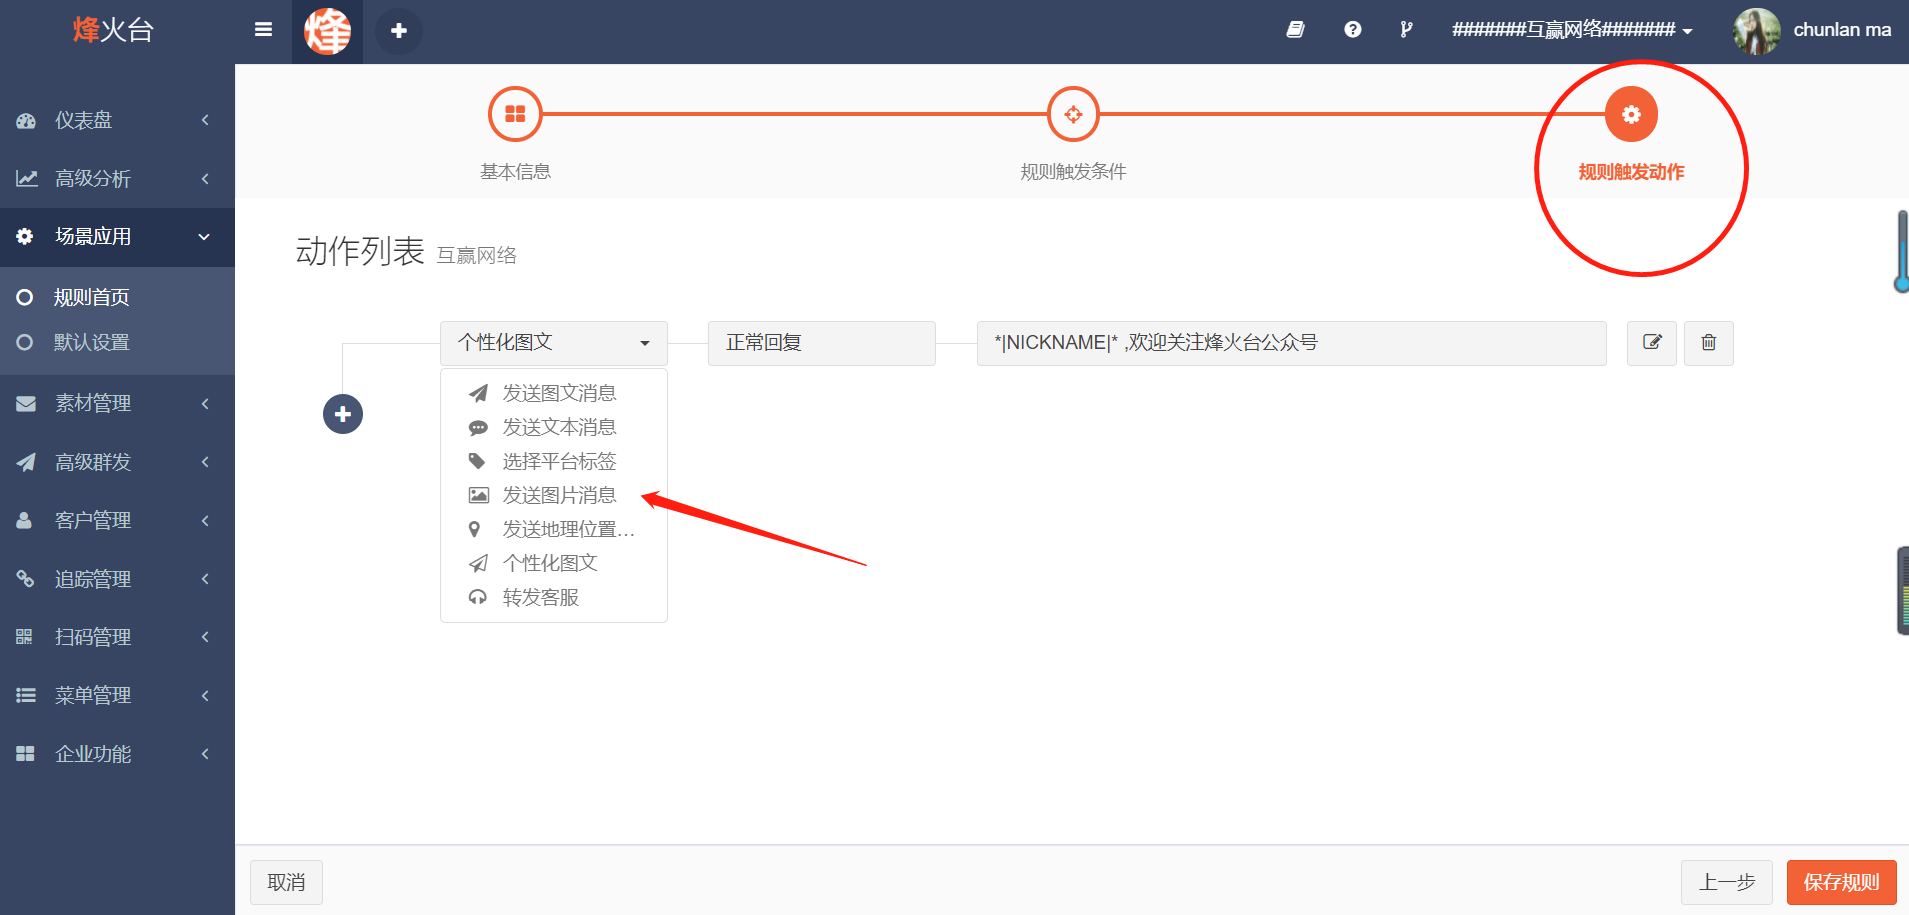 烽火台
烽
#######互赢网络#######
chunlan ma
仪表盘
高级分析
场景应用
规则首页
默认设置
素材管理
高级群发
客户管理
追踪管理
扫码管理
菜单管理
企业功能
基本信息
规则触发条件
规则触发动作
动作列表 互赢网络
个性化图文
正常回复
*|NICKNAME|* ,欢迎关注烽火台公众号
发送图文消息
发送文本消息
选择平台标签
发送图片消息
发送地理位置...
个性化图文
转发客服
取消
上一步
保存规则